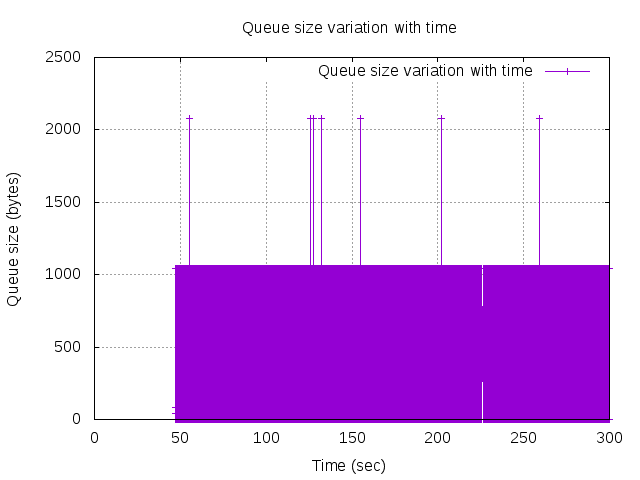 Queue size variation with time
Queue size variation with time
2500
2000
1500
1000
500
0
Queue size (bytes)
0 50 100 150 200 250 300
Time (sec)